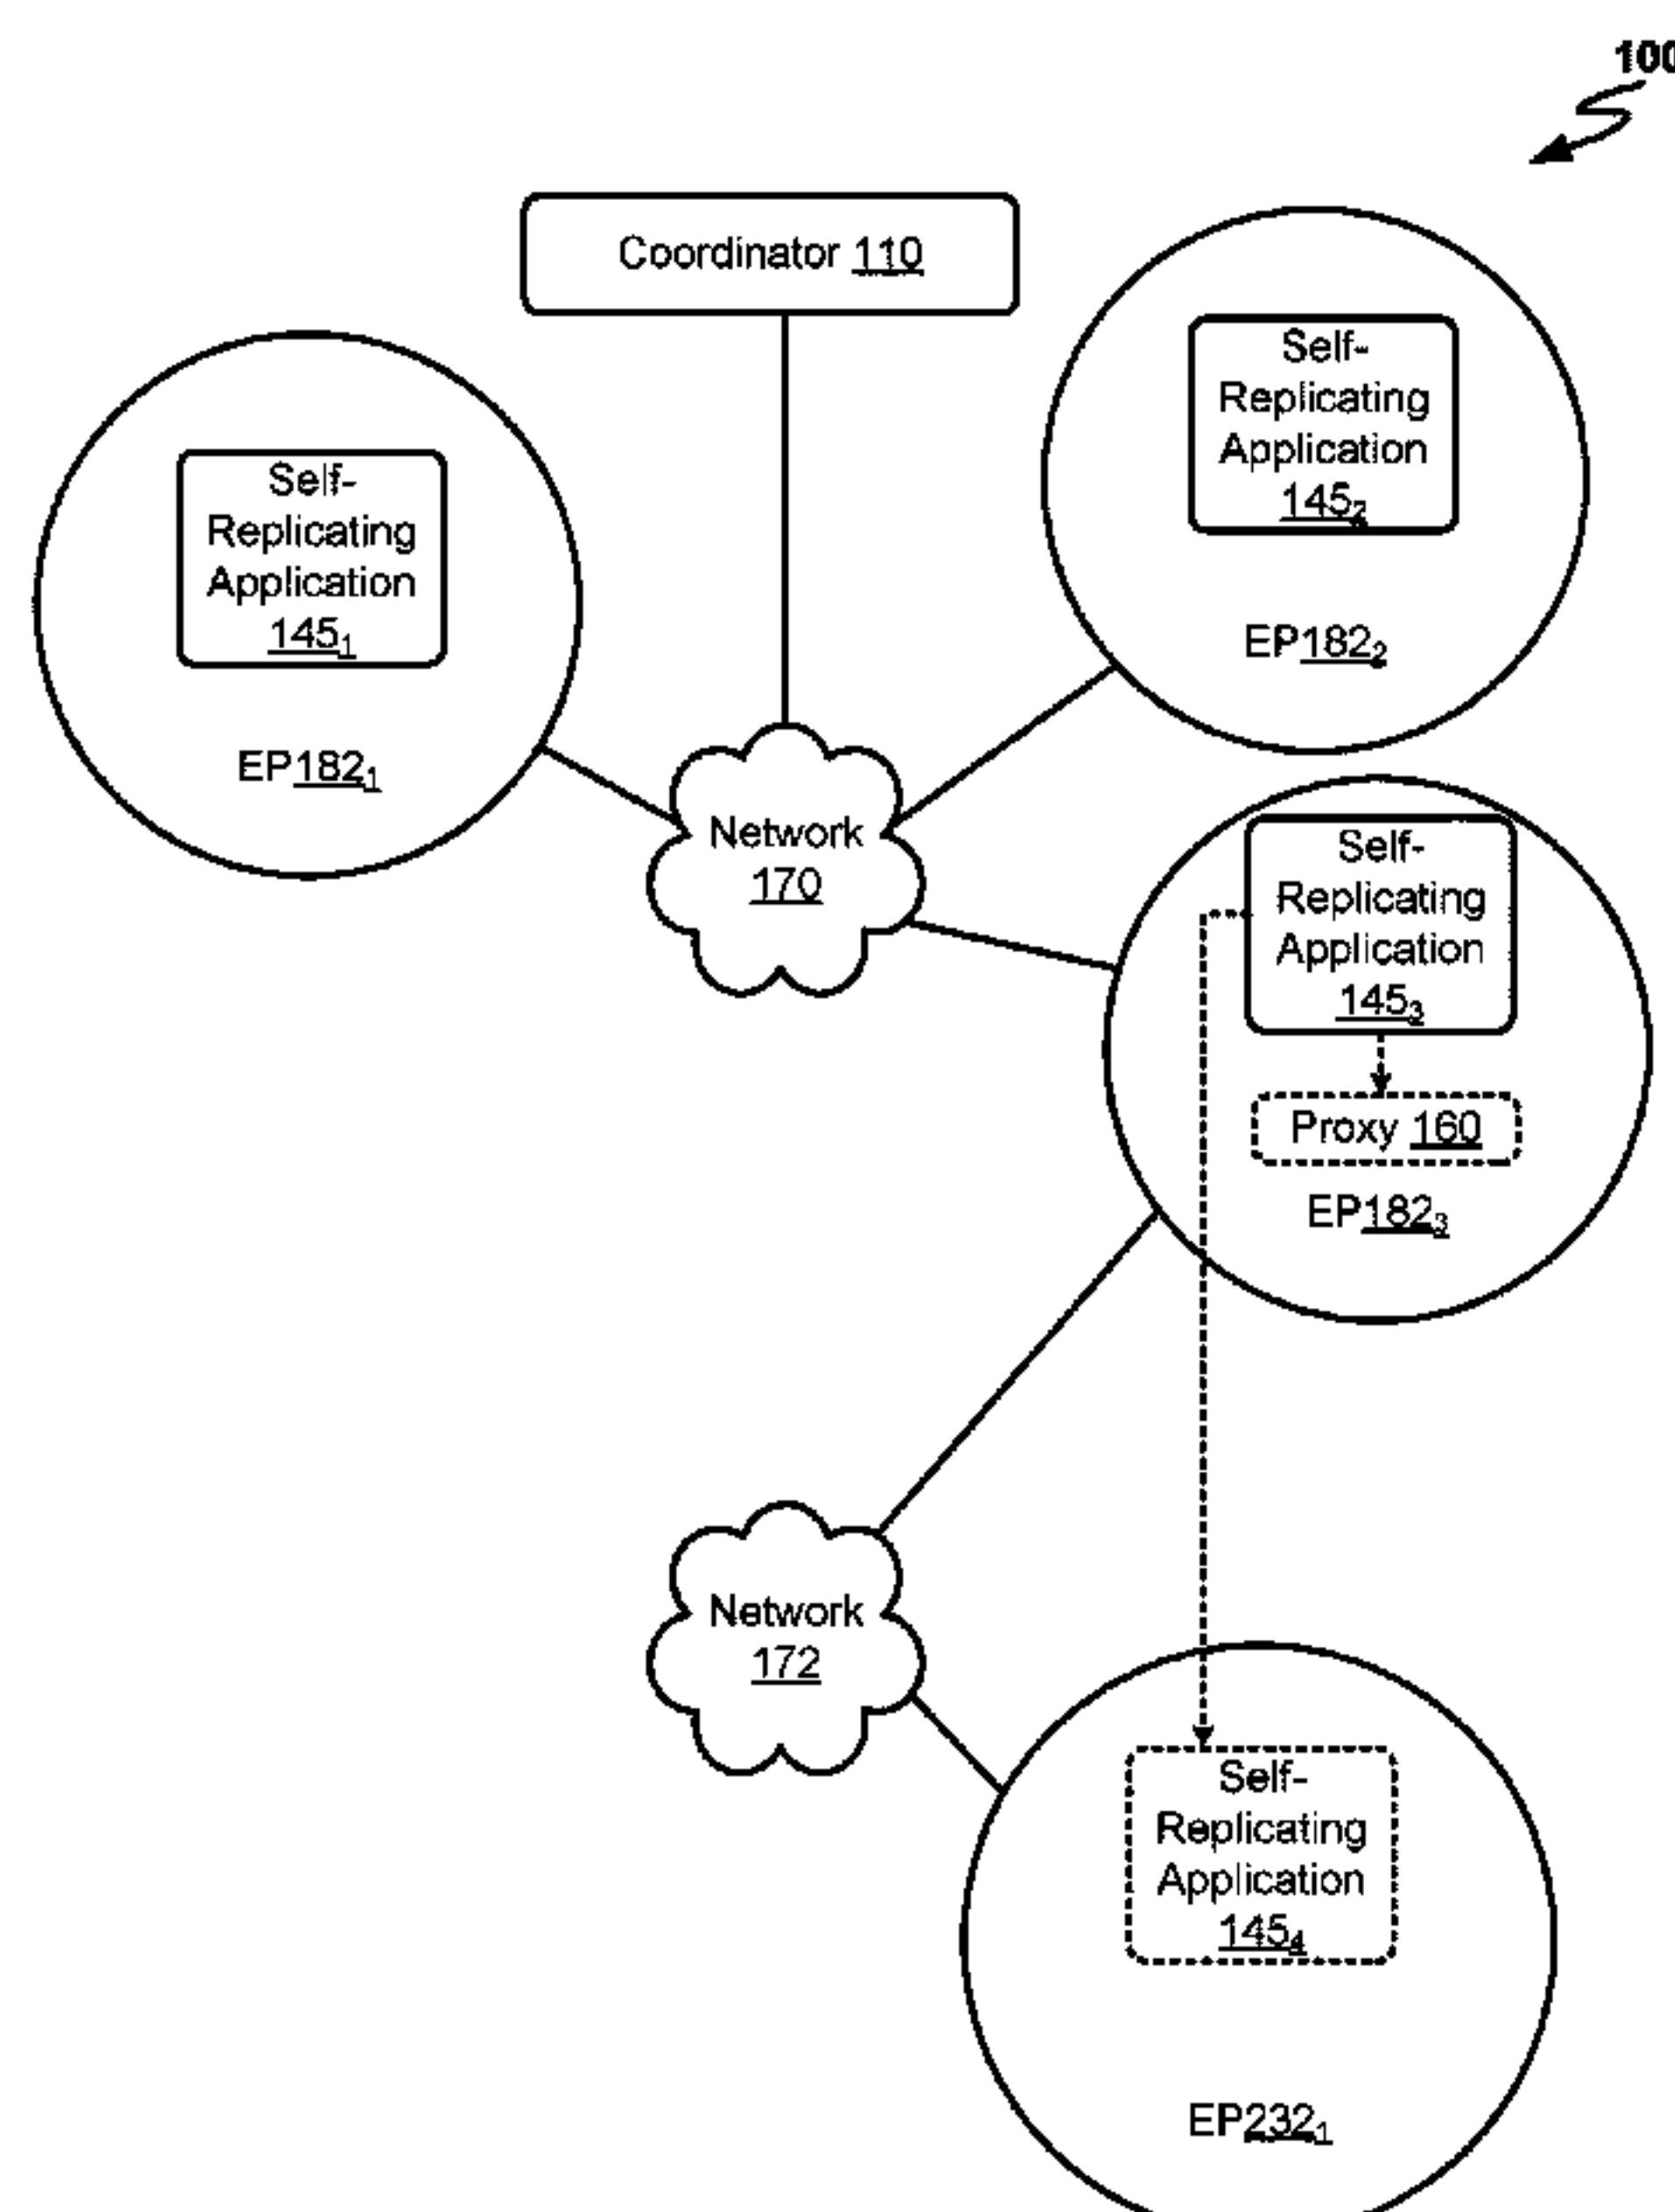 100
Coordinator 110
Self-
Replicating
Application
145₂
EP182₂
Self-
Replicating
Application
145₁
EP182₁
Network
170
Self-
Replicating
Application
145₃
Proxy 160
EP182₃
Network
172
Self-
Replicating
Application
145₄
EP232₁